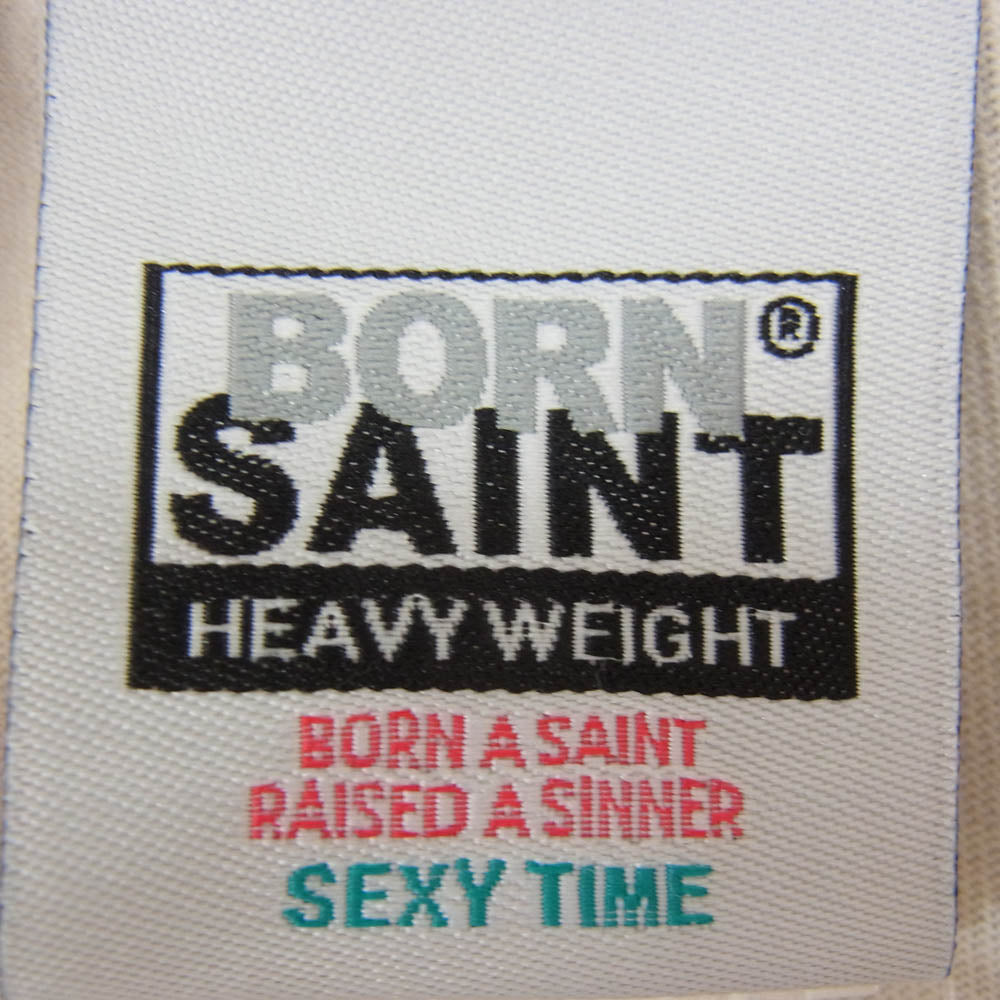 BORN®
SAINT
HEAVY WEIGHT
BORN A SAINT
RAISED A SINNER
SEXY TIME